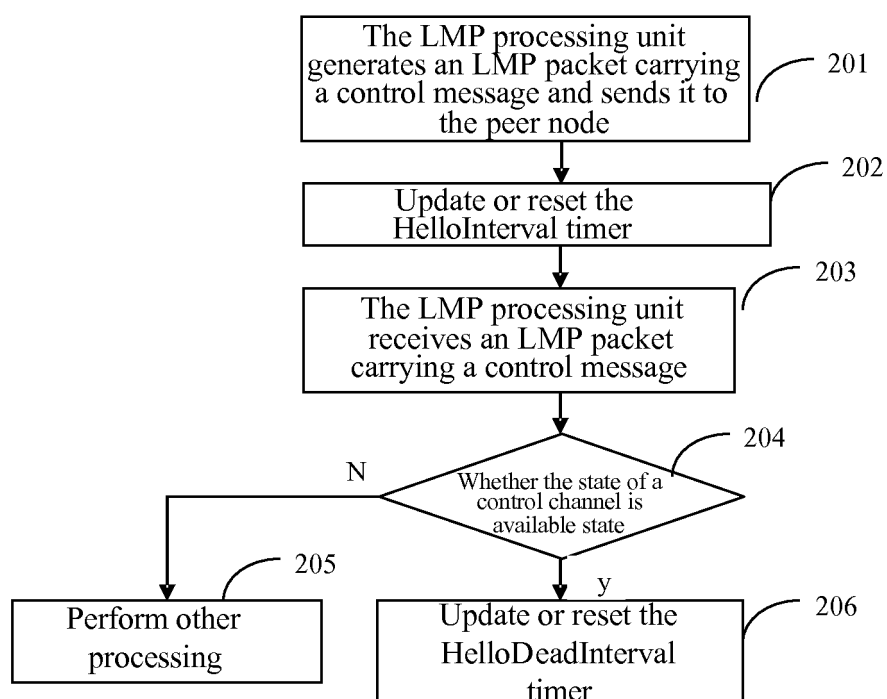 The LMP processing unit
generates an LMP packet carrying
a control message and sends it to
the peer node
201
202
Update or reset the
HelloInterval timer
203
The LMP processing unit
receives an LMP packet
carrying a control message
204
N
Whether the state of a
control channel is
available state
205
y
Perform other
processing
206
Update or reset the
HelloDeadInterval
timer